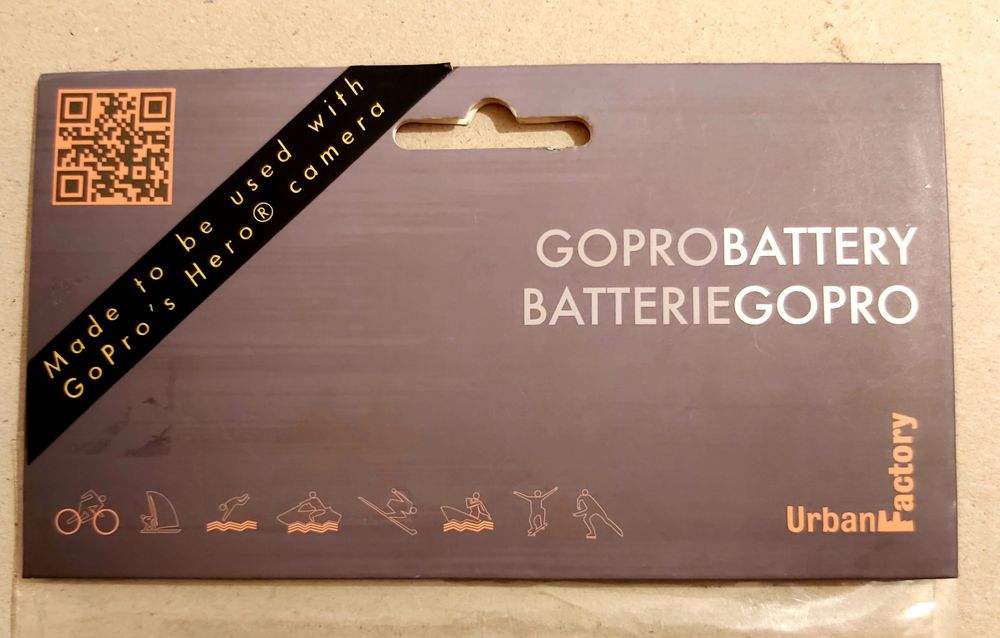 Made to be used with
GoPro's Hero® camera
GOPROBATTERY
BATTERIEGOPRO
UrbanFactory